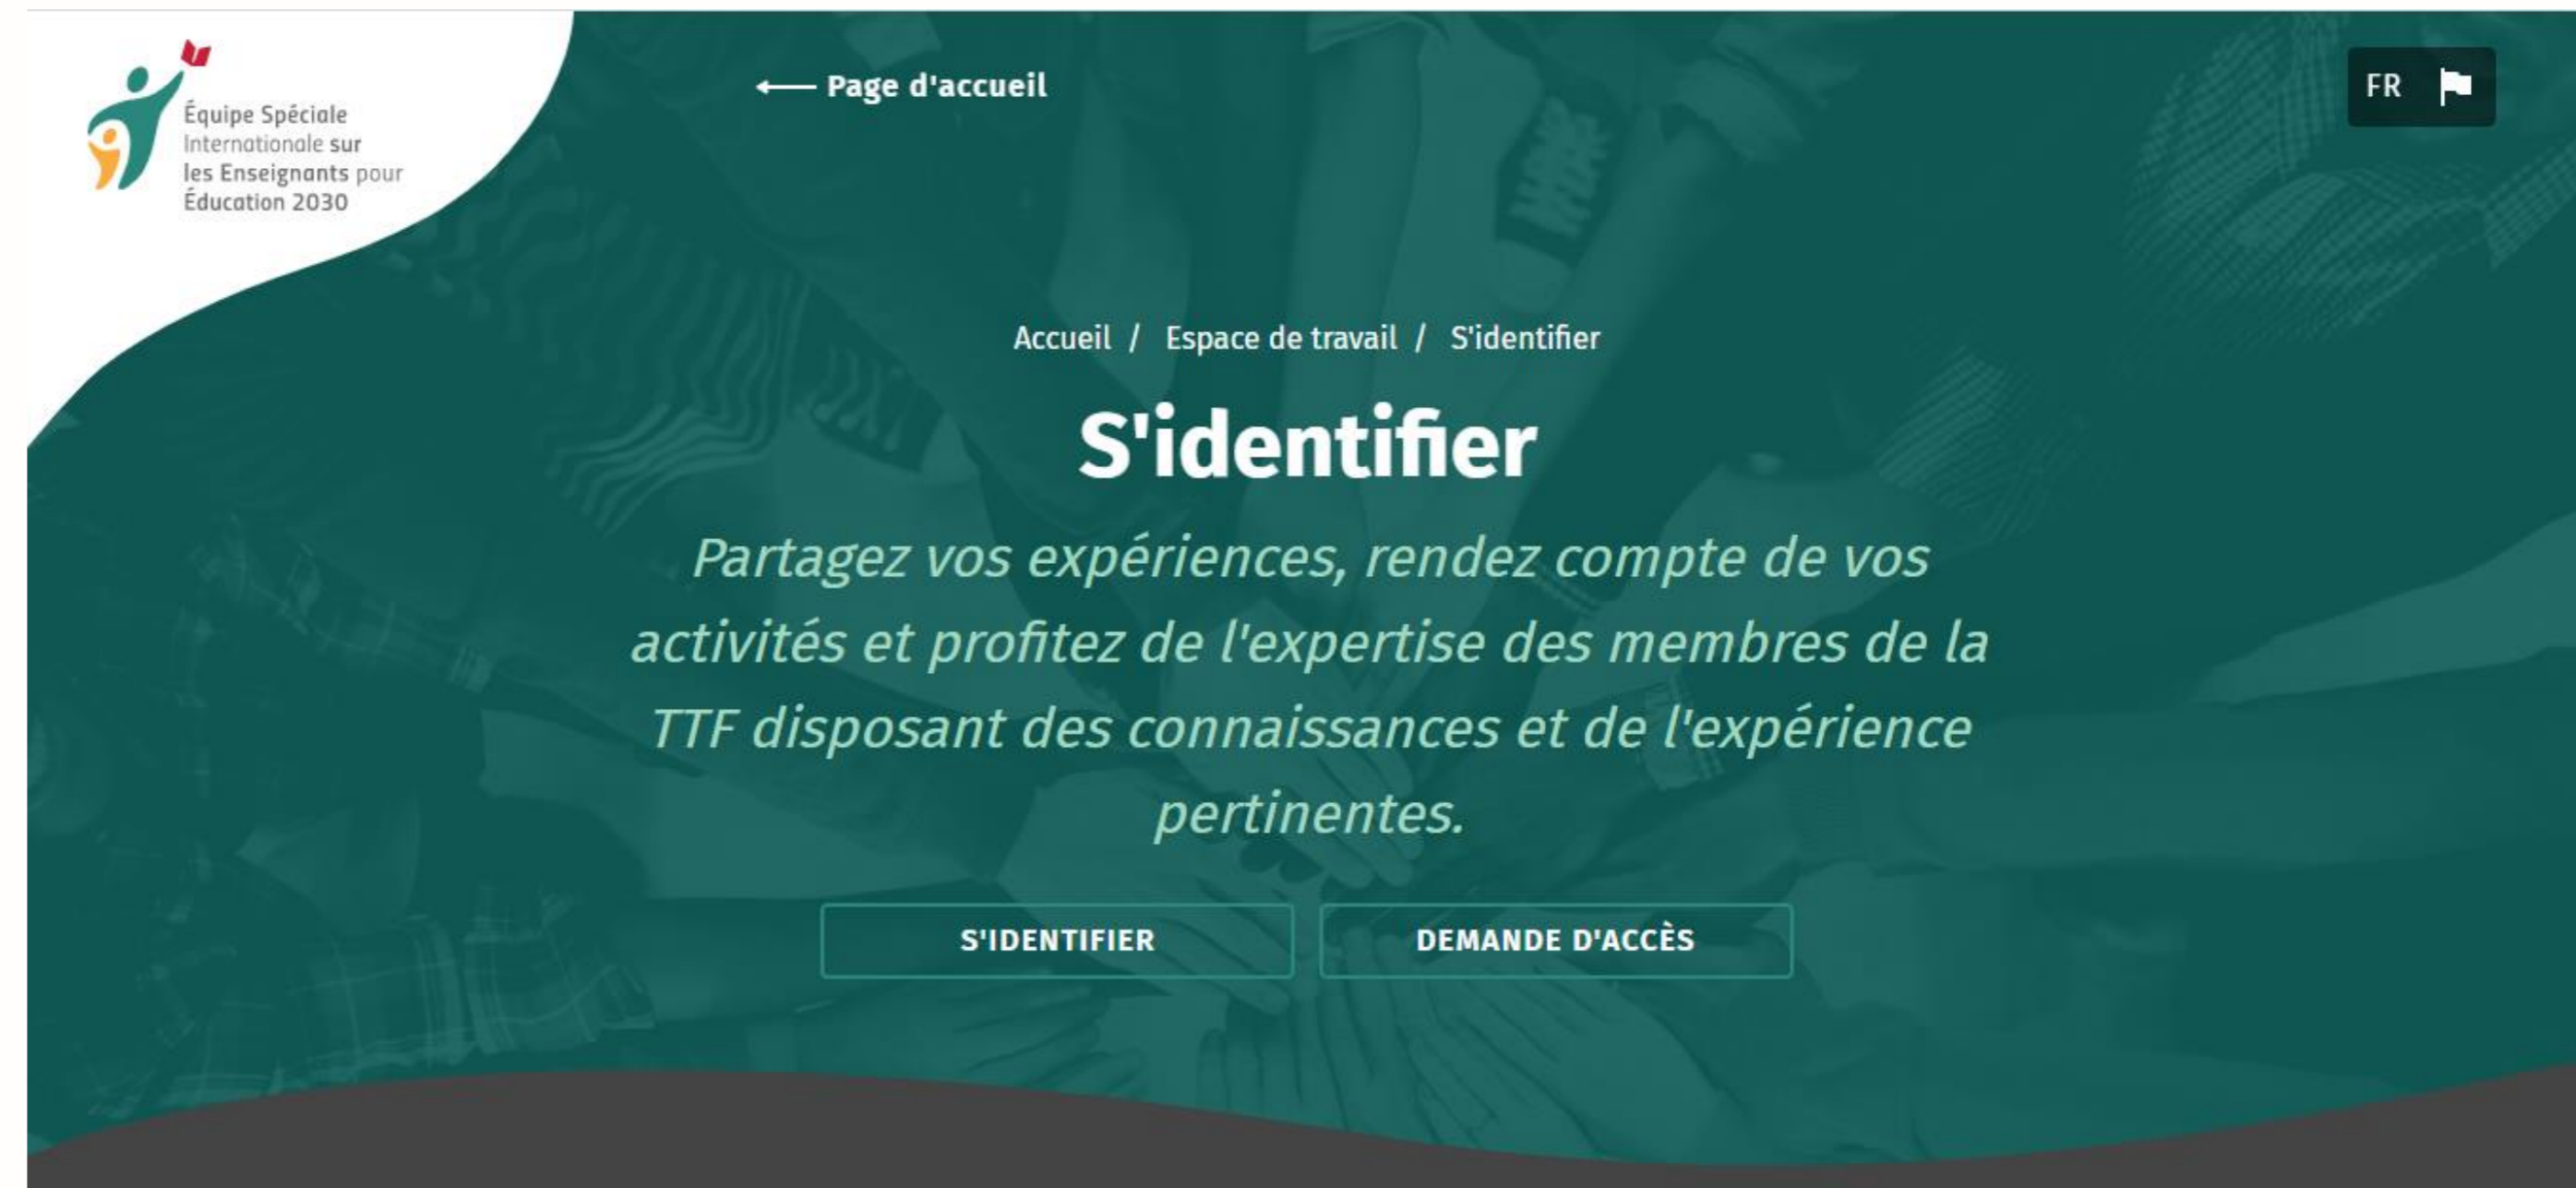 Équipe Spéciale
Internationale sur
les Enseignants pour
Éducation 2030
Page d'accueil
FR
Accueil / Espace de travail / S'identifier
S'identifier
Partagez vos expériences, rendez compte de vos
activités et profitez de l'expertise des membres de la
TTF disposant des connaissances et de l'expérience
pertinentes.
S'IDENTIFIER
DEMANDE D'ACCÈS